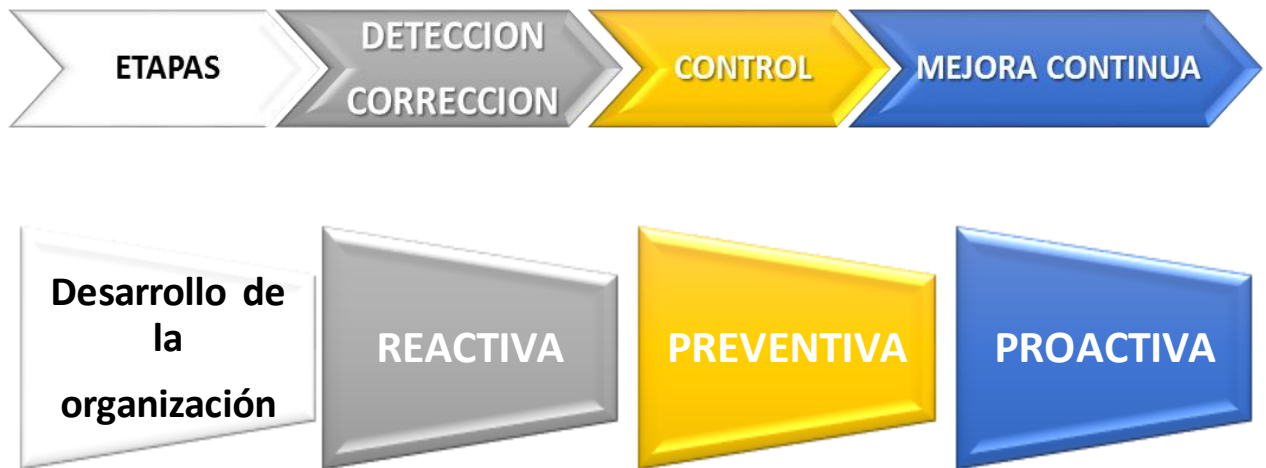 ETAPAS
DETECCION
CORRECCION
CONTROL
MEJORA CONTINUA
Desarrollo de
la
organización
REACTIVA
PREVENTIVA
PROACTIVA